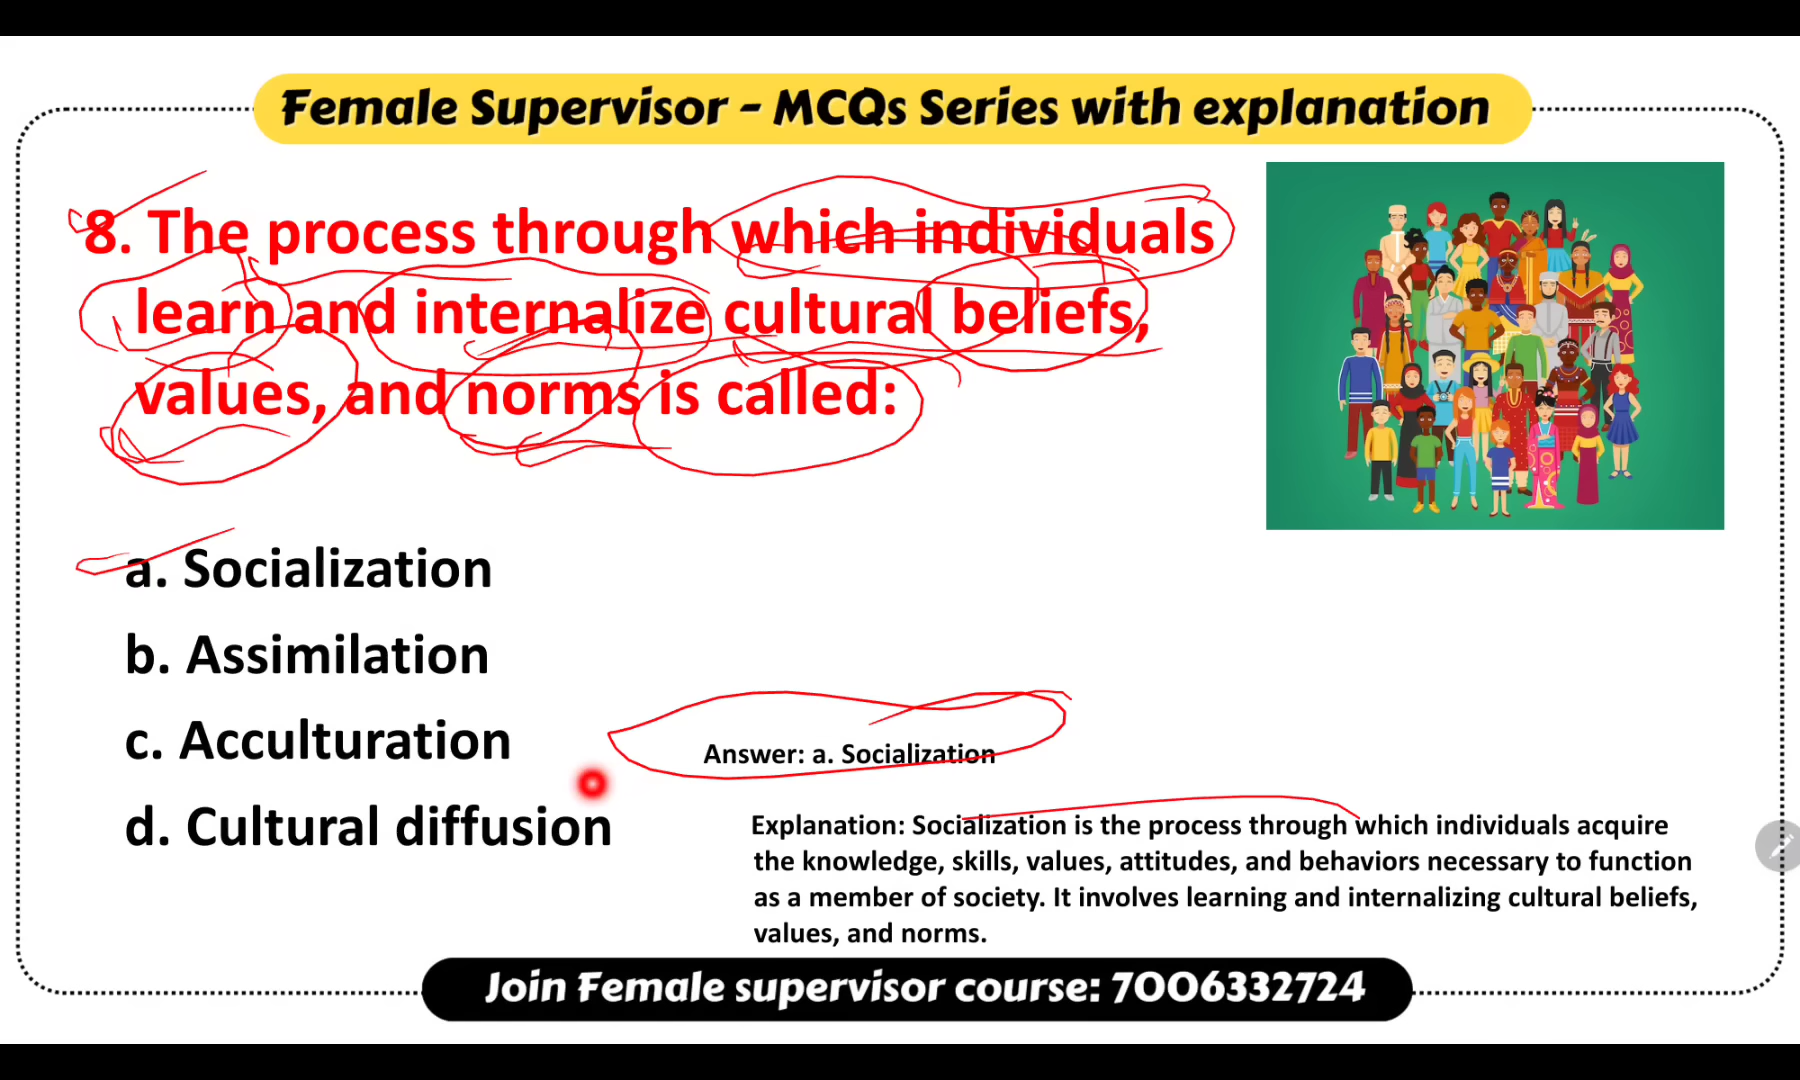 Female Supervisor - MCQs Series with explanation
8. The process through which individuals
learn and internalize cultural beliefs,
values, and norms is called:
a. Socialization
b. Assimilation
c. Acculturation
d. Cultural diffusion
Answer: a. Socialization
Explanation: Socialization is the process through which individuals acquire
the knowledge, skills, values, attitudes, and behaviors necessary to function
as a member of society. It involves learning and internalizing cultural beliefs,
values, and norms.
Join Female supervisor course: 7006332724